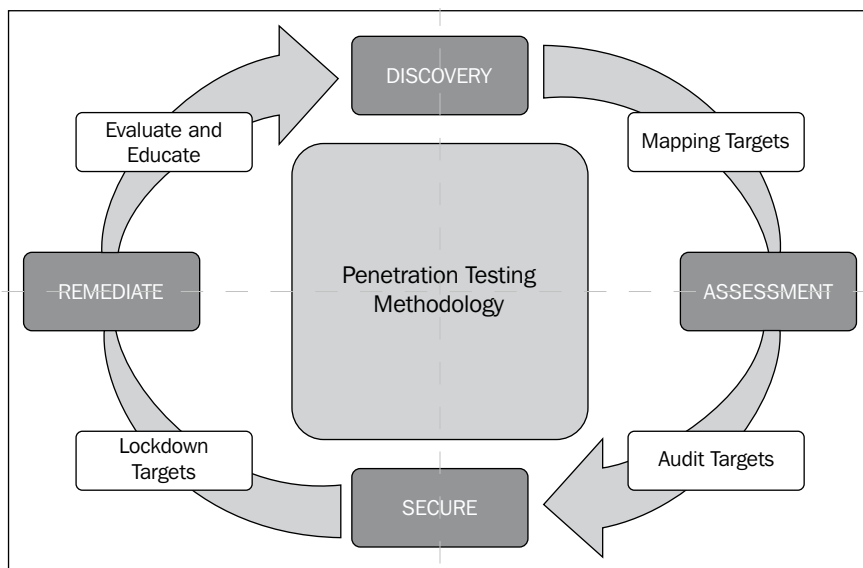 DISCOVERY
Evaluate and
Educate
Mapping Targets
Penetration Testing
Methodology
REMEDIATE
ASSESSMENT
Lockdown
Targets
Audit Targets
SECURE